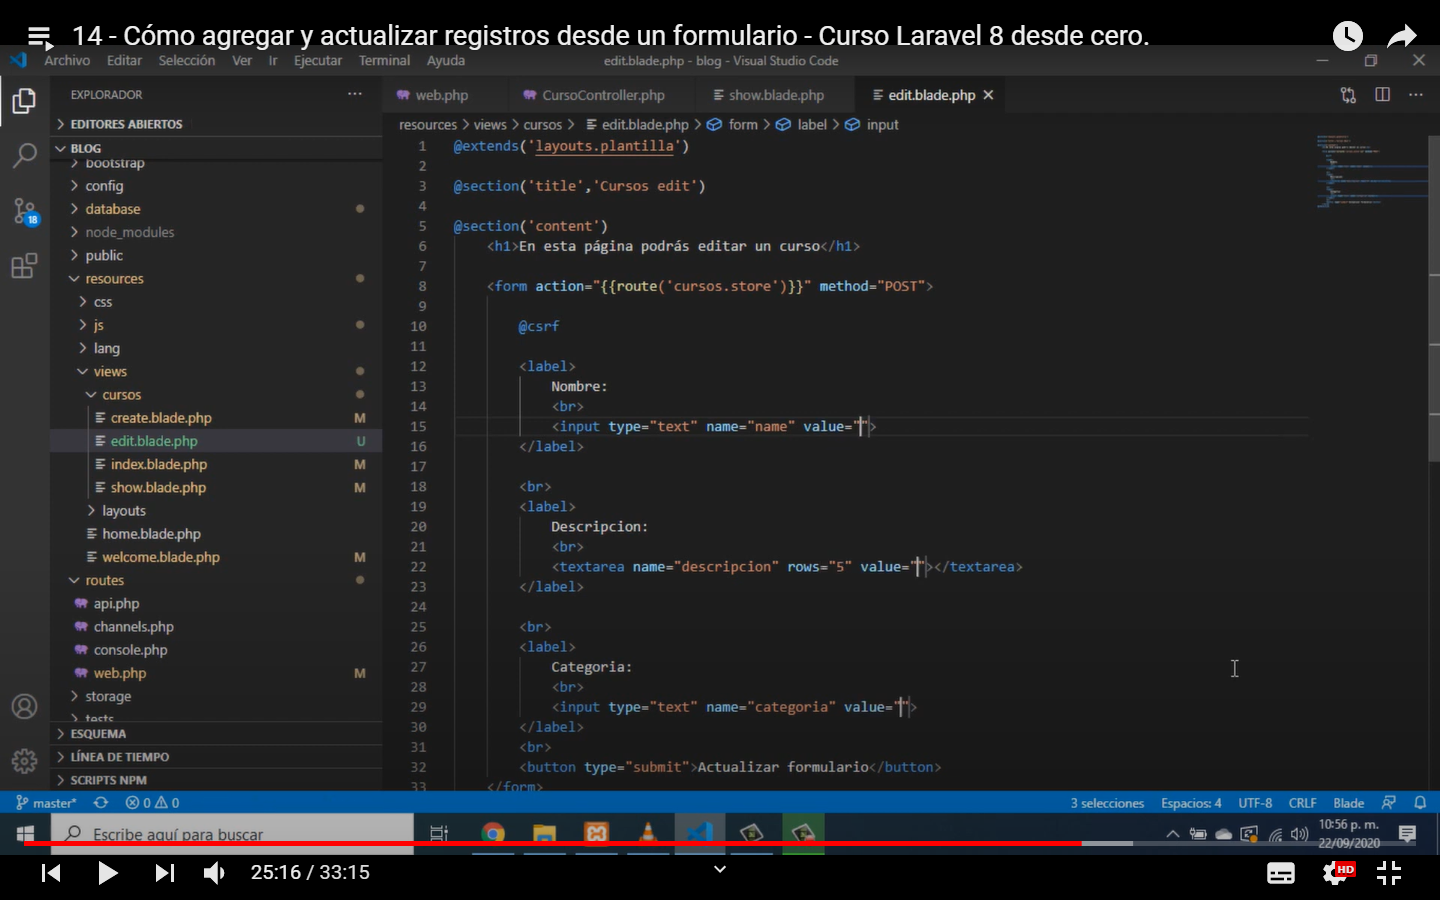 14 - Cómo agregar y actualizar registros desde un formulario - Curso Laravel 8 desde cero.
Archivo Editar Selección Ver Ir Ejecutar Terminal Ayuda edit.blade.php - blog - Visual Studio Code
EXPLORADOR ...
EDITORES ABIERTOS
BLOG
bootstrap
config
database
node_modules
public
resources
css
js
lang
views
cursos
create.blade.php M
edit.blade.php U
index.blade.php M
show.blade.php M
layouts
home.blade.php
welcome.blade.php M
routes
api.php
channels.php
console.php
web.php M
storage
tests
ESQUEMA
LÍNEA DE TIEMPO
SCRIPTS NPM
18
web.php CursoController.php show.blade.php edit.blade.php
resources > views > cursos > edit.blade.php > form > label > input
1 @extends('layouts.plantilla')
2
3 @section('title','Cursos edit')
4
5 @section('content')
6 <h1>En esta página podrás editar un curso</h1>
7
8 <form action="{{route('cursos.store')}}" method="POST">
9
10 @csrf
11
12 <label>
13 Nombre:
14 <br>
15 <input type="text" name="name" value="">
16 </label>
17
18 <br>
19 <label>
20 Descripcion:
21 <br>
22 <textarea name="descripcion" rows="5" value=""></textarea>
23 </label>
24
25 <br>
26 <label>
27 Categoria:
28 <br>
29 <input type="text" name="categoria" value="">
30 </label>
31 <br>
32 <button type="submit">Actualizar formulario</button>
33 </form>
master* 0 0 3 selecciones Espacios: 4 UTF-8 CRLF Blade
Escribe aquí para buscar
10:56 p. m.
22/09/2020
25:16 / 33:15
HD